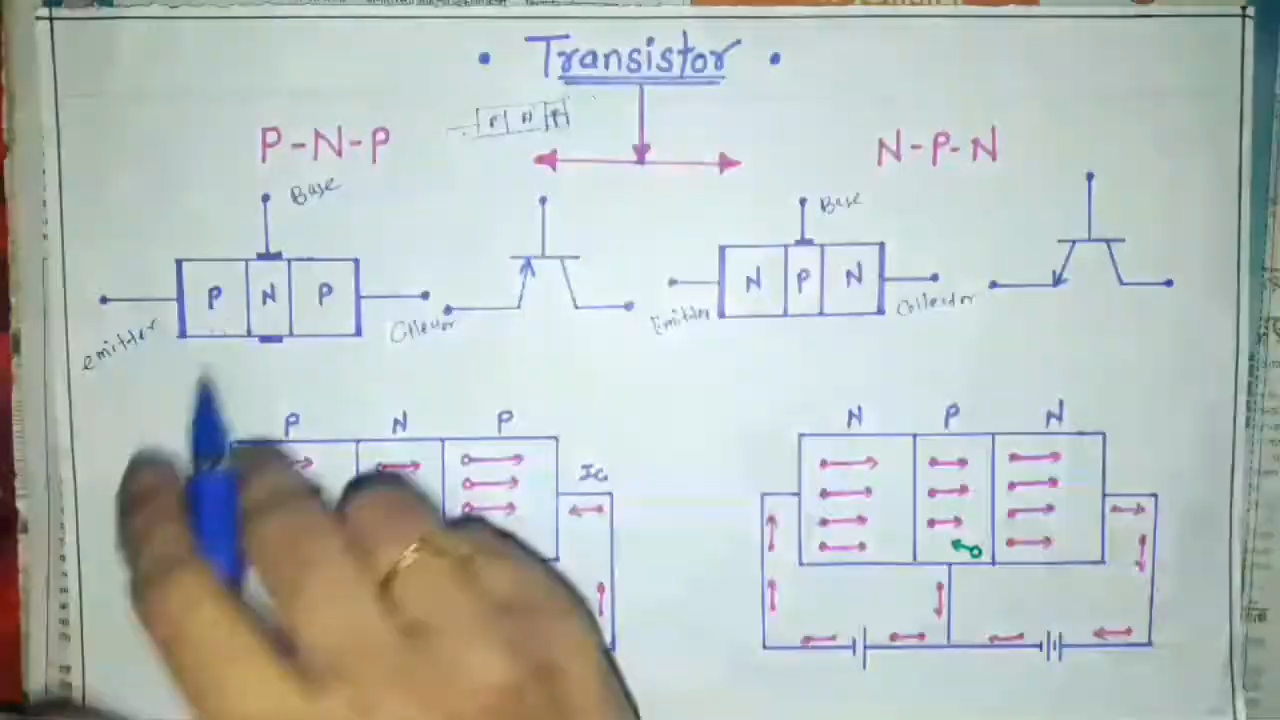 • Transistor •
P N P
P-N-P
N-P-N
Base
Base
P N P
N P N
emitter
Collector
Emitter
Collector
P N P
N P N
Ic